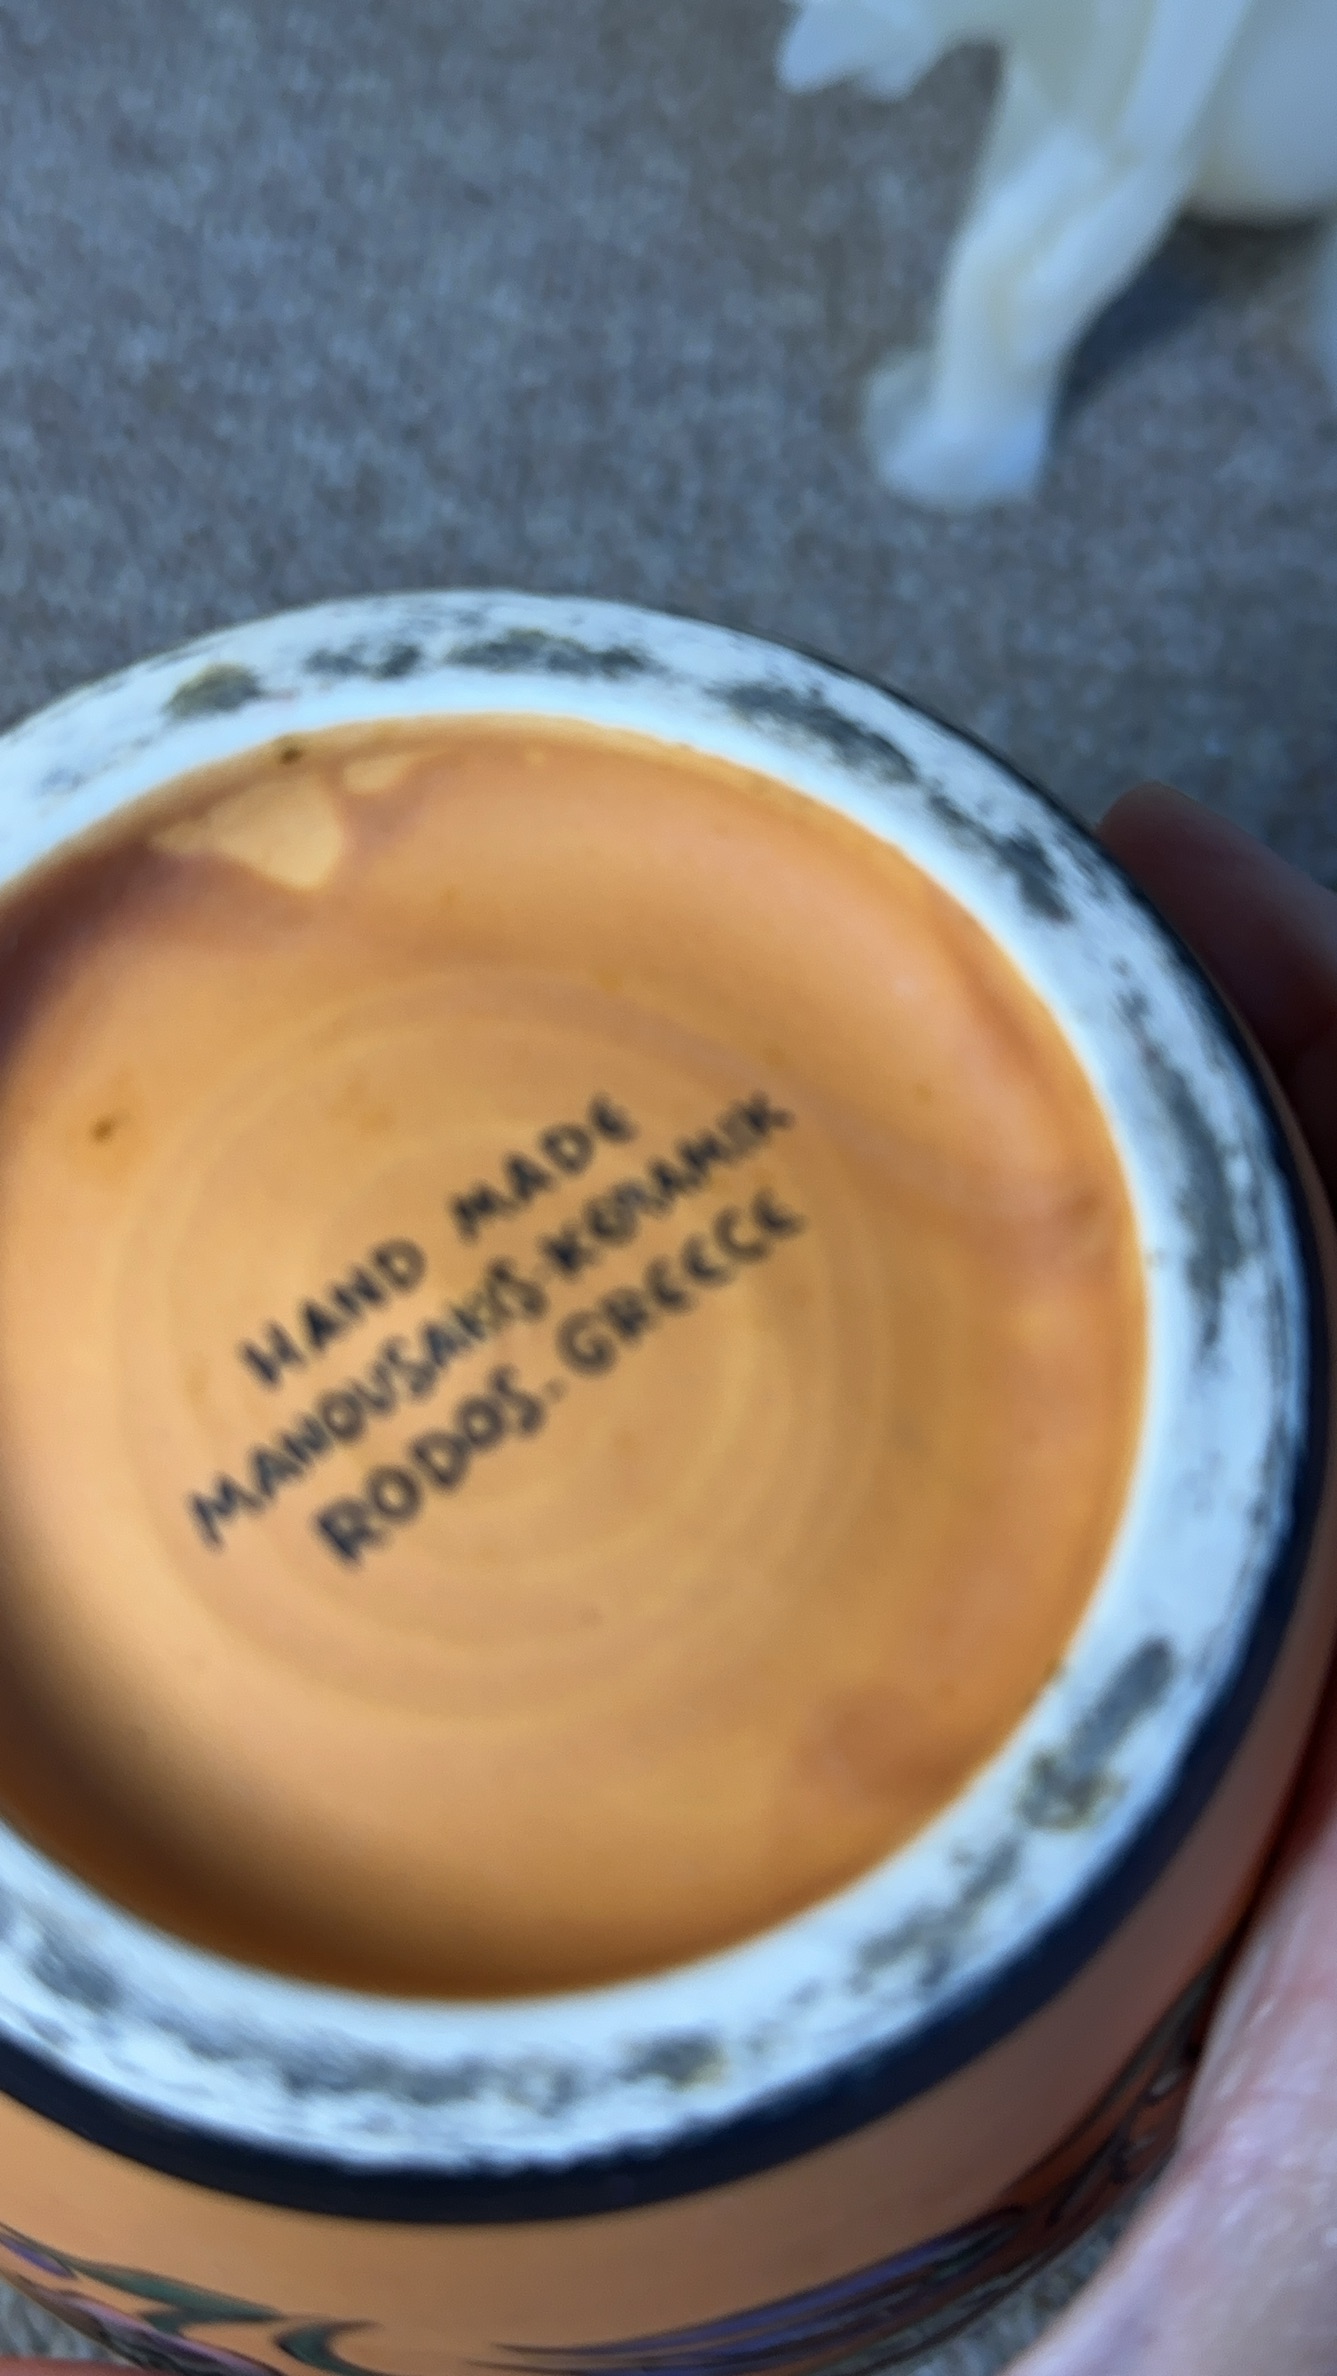 HAND MADE
MANOUSAKIS-KERAMIK
RODOS. GREECE